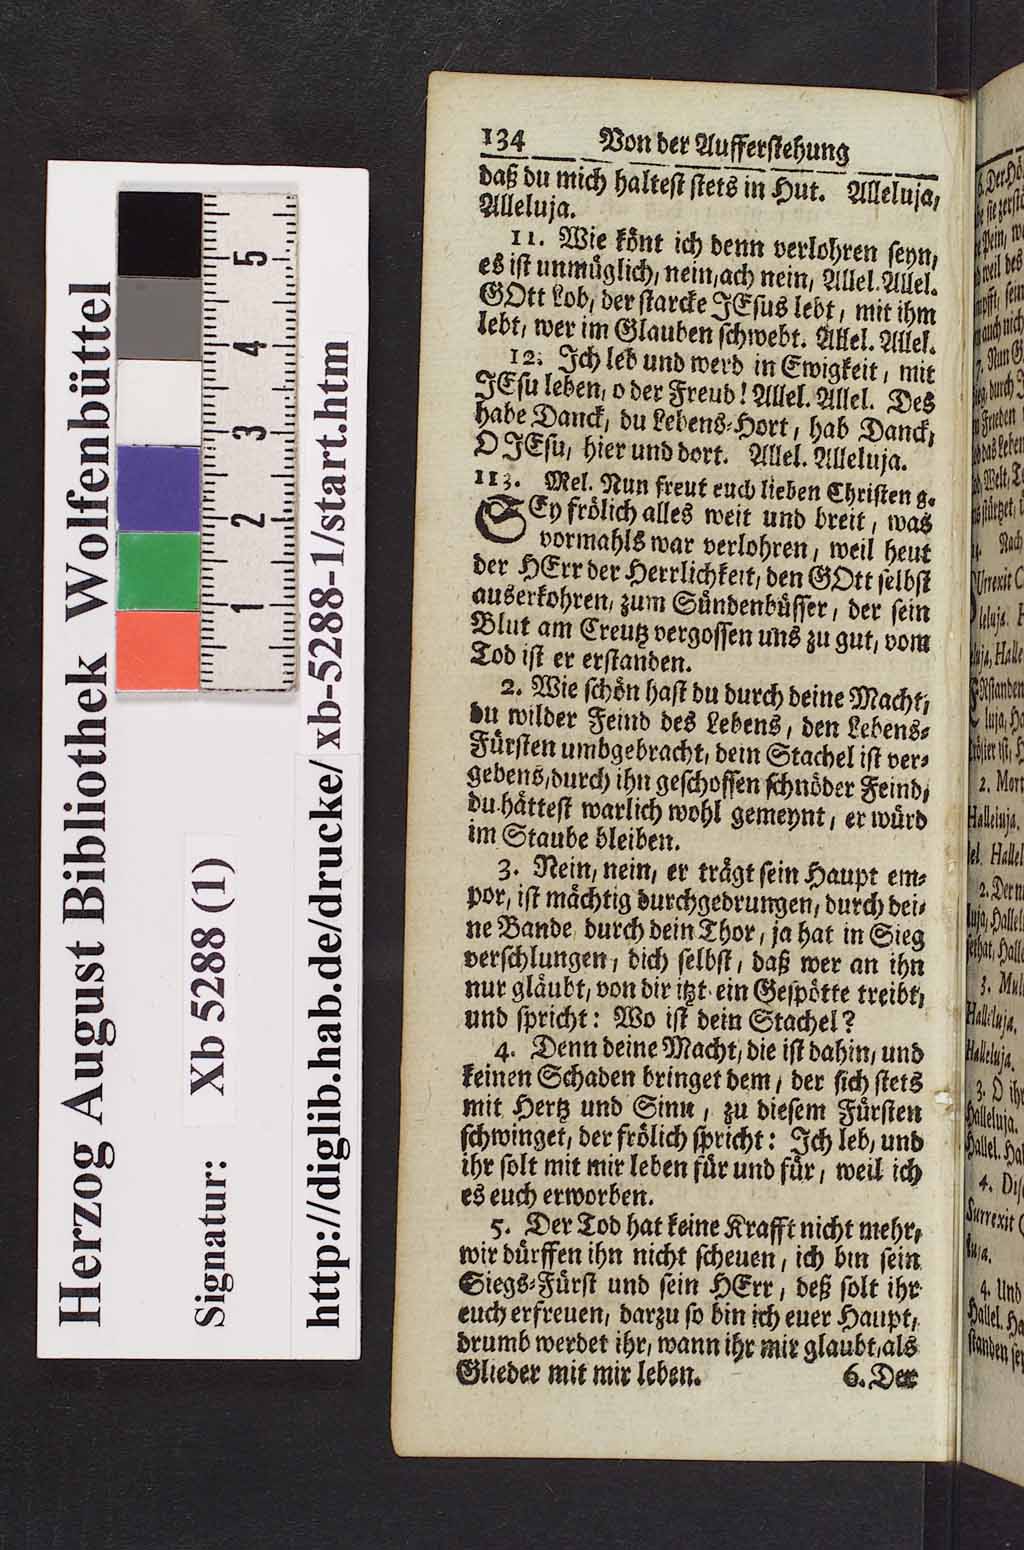 Herzog August Bibliothek Wolfenbüttel
Signatur: Xb 5288 (1)
http://diglib.hab.de/drucke/xb-5288-1/start.htm
1 2 3 4 5
134 Von der Aufferstehung
daß du mich haltest stets in Hut. Alleluja,
Alleluja.
11. Wie könt ich denn verlohren seyn,
es ist unmüglich, nein, ach nein, Allel. Allel.
GOtt Lob, der starcke JEsus lebt, mit ihm
lebt, wer im Glauben schwebt. Allel. Allel.
12. Ich leb und werd in Ewigkeit, mit
JEsu leben, o der Freud! Allel. Allel. Des
habe Danck, du Lebens-Hort, hab Danck,
O JEsu, hier und dort. Allel. Alleluja.
113. Mel. Nun freut euch lieben Christen g.
SEy frölich alles weit und breit, was
vormahls war verlohren, weil heut
der HErr der Herrlichkeit, den GOtt selbst
auserkohren, zum Sündenbüsser, der sein
Blut am Creutz vergossen uns zu gut, vom
Tod ist er erstanden.
2. Wie schön hast du durch deine Macht,
du wilder Feind des Lebens, den Lebens-
Fürsten umbgebracht, dein Stachel ist ver-
gebens, durch ihn geschossen schnöder Feind,
du hättest warlich wohl gemeynt, er würd
im Staube bleiben.
3. Nein, nein, er trägt sein Haupt em-
por, ist mächtig durchgedrungen, durch dei-
ne Bande durch dein Thor, ja hat in Sieg
verschlungen, dich selbst, daß wer an ihn
nur gläubt, von dir itzt ein Gespötte treibt,
und spricht: Wo ist dein Stachel?
4. Denn deine Macht, die ist dahin, und
keinen Schaden bringet dem, der sich stets
mit Hertz und Sinn, zu diesem Fürsten
schwinget, der frölich spricht: Ich leb, und
ihr solt mit mir leben für und für, weil ich
es euch erworben.
5. Der Tod hat keine Krafft nicht mehr,
wir dürffen ihn nicht scheuen, ich bin sein
Siegs-Fürst und sein HErr, deß solt ihr
euch erfreuen, darzu so bin ich euer Haupt,
drumb werdet ihr, wann ihr mir glaubt, als
Glieder mit mir leben. 6. Der